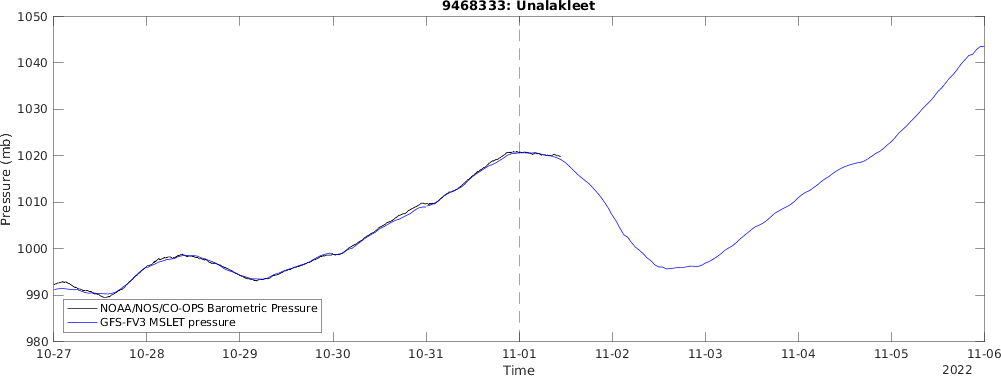 9468333: Unalakleet
1050
1040
1030
1020
1010
1000
990
980
Pressure (mb)
NOAA/NOS/CO-OPS Barometric Pressure
GFS-FV3 MSLET pressure
10-27 10-28 10-29 10-30 10-31 11-01 11-02 11-03 11-04 11-05 11-06
Time
2022